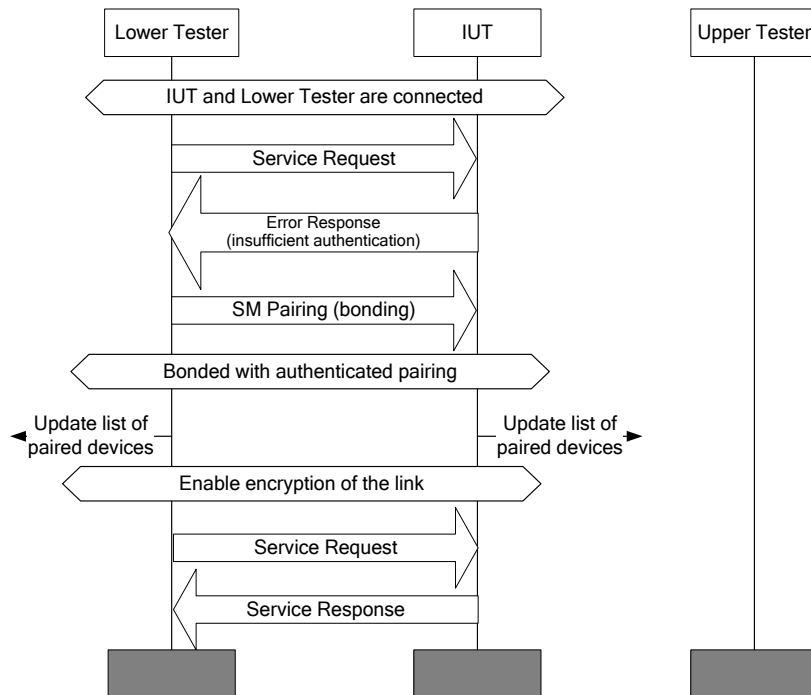 Lower Tester
IUT
Upper Tester
IUT and Lower Tester are connected
Service Request
Error Response
(insufficient authentication)
SM Pairing (bonding)
Bonded with authenticated pairing
Update list of
paired devices
Update list of
paired devices
Enable encryption of the link
Service Request
Service Response